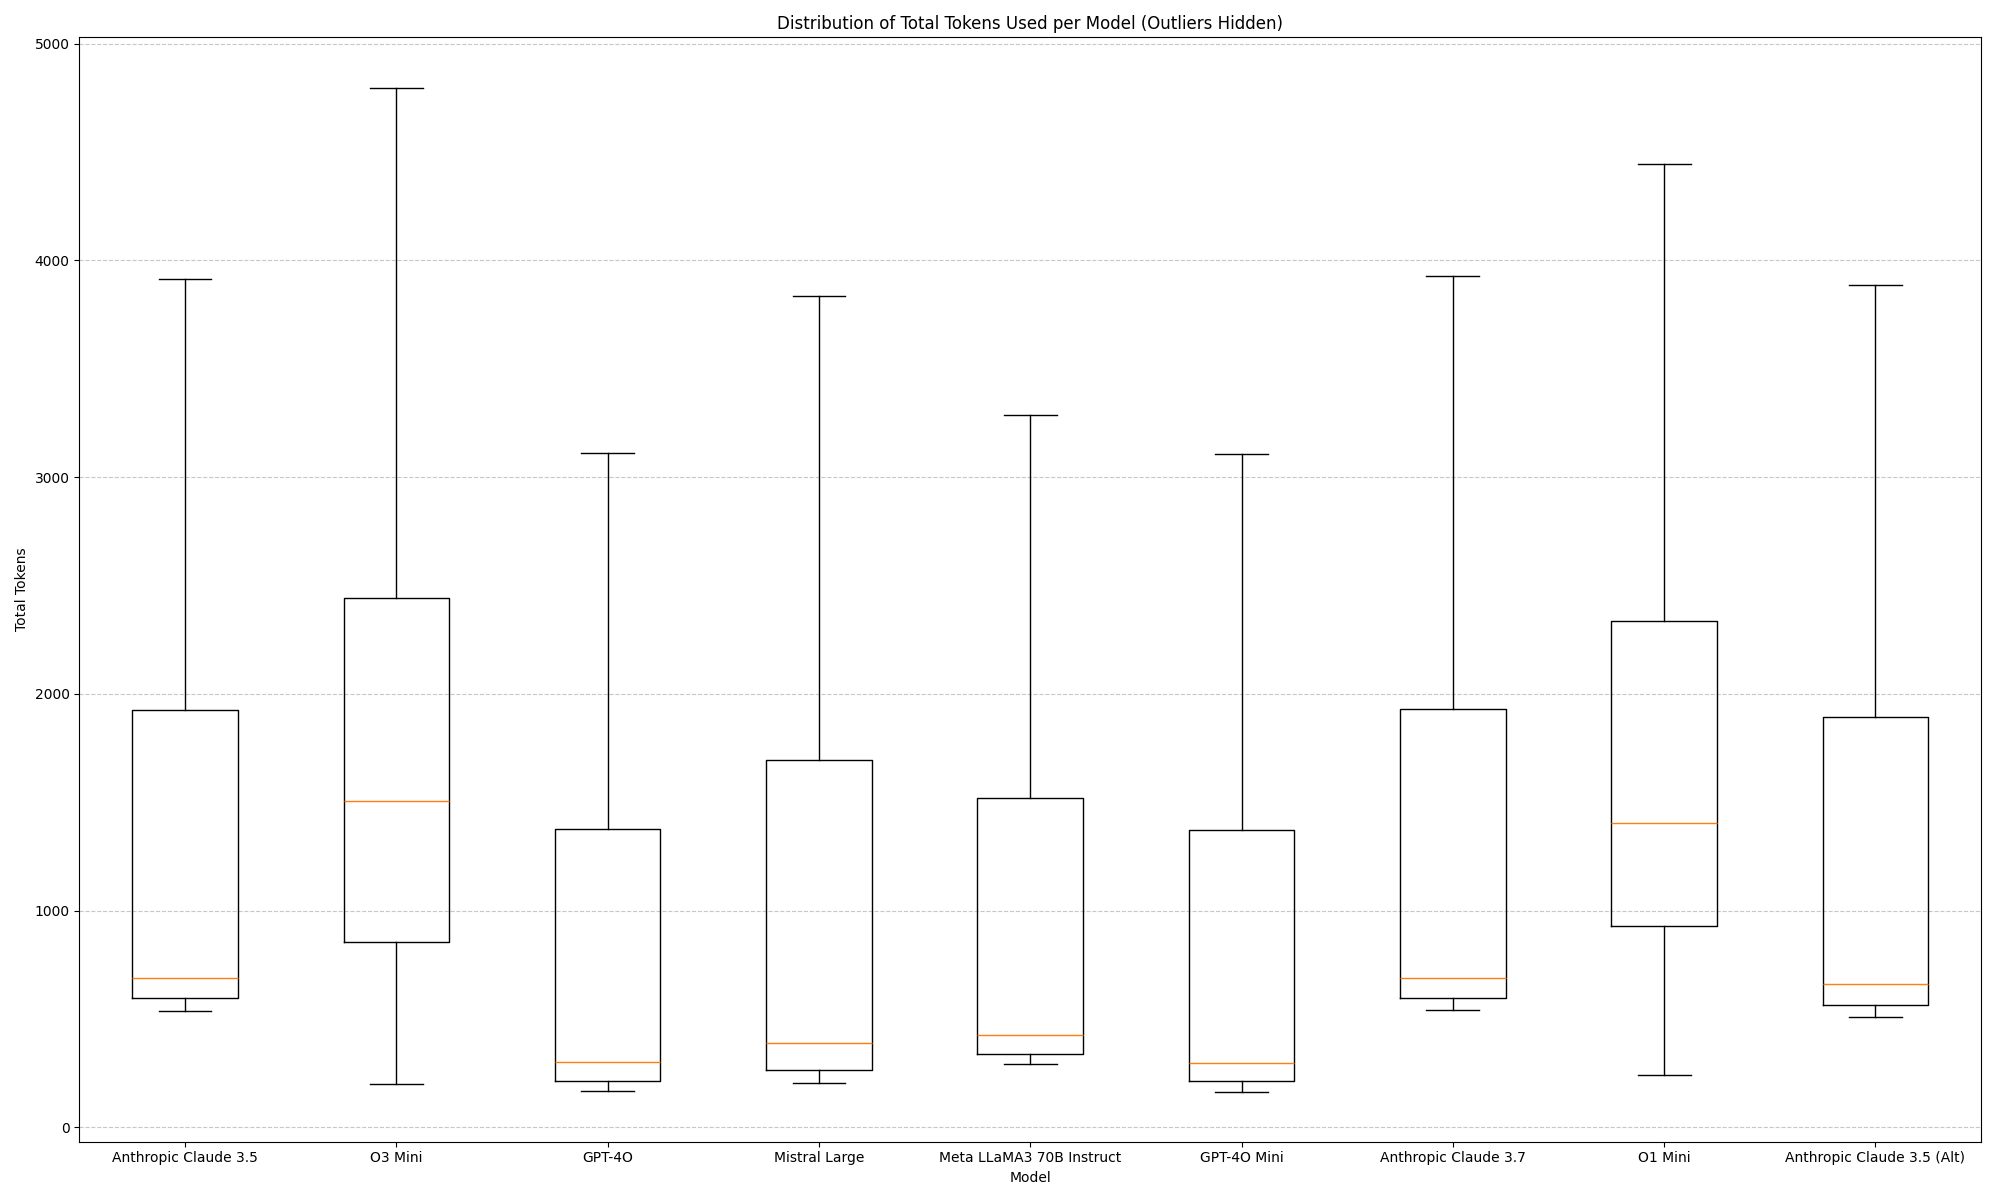 Distribution of Total Tokens Used per Model (Outliers Hidden)
Total Tokens
5000
4000
3000
2000
1000
0
Anthropic Claude 3.5
O3 Mini
GPT-4O
Mistral Large
Meta LLaMA3 70B Instruct
GPT-4O Mini
Anthropic Claude 3.7
O1 Mini
Anthropic Claude 3.5 (Alt)
Model